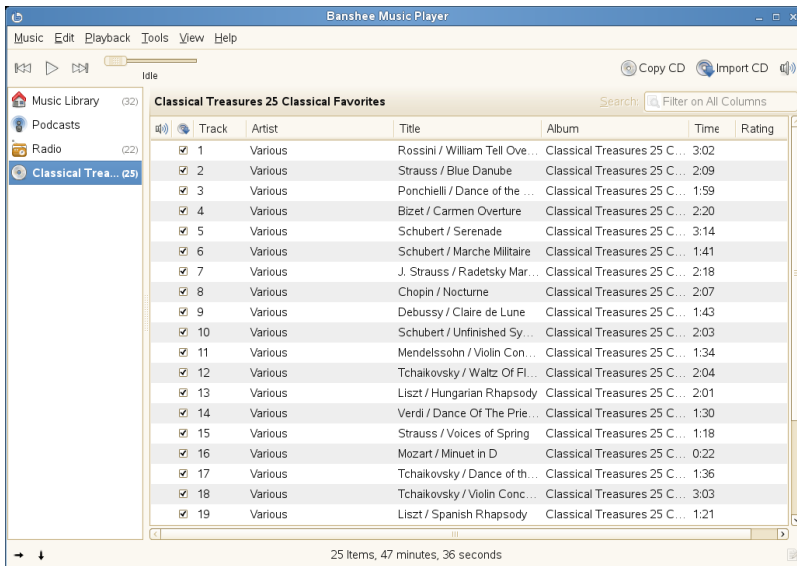 Banshee Music Player
Music Edit Playback Tools View Help
Idle
Copy CD Import CD
Music Library (32)
Podcasts
Radio (22)
Classical Trea... (25)
Classical Treasures 25 Classical Favorites Search: Filter on All Columns
Track Artist Title Album Time Rating
1 Various Rossini / William Tell Ove... Classical Treasures 25 C... 3:02
2 Various Strauss / Blue Danube Classical Treasures 25 C... 2:09
3 Various Ponchielli / Dance of the ... Classical Treasures 25 C... 1:59
4 Various Bizet / Carmen Overture Classical Treasures 25 C... 2:20
5 Various Schubert / Serenade Classical Treasures 25 C... 3:14
6 Various Schubert / Marche Militaire Classical Treasures 25 C... 1:41
7 Various J. Strauss / Radetsky Mar... Classical Treasures 25 C... 2:18
8 Various Chopin / Nocturne Classical Treasures 25 C... 2:07
9 Various Debussy / Claire de Lune Classical Treasures 25 C... 1:43
10 Various Schubert / Unfinished Sy... Classical Treasures 25 C... 2:03
11 Various Mendelssohn / Violin Con... Classical Treasures 25 C... 1:34
12 Various Tchaikovsky / Waltz Of Fl... Classical Treasures 25 C... 2:04
13 Various Liszt / Hungarian Rhapsody Classical Treasures 25 C... 2:01
14 Various Verdi / Dance Of The Prie... Classical Treasures 25 C... 1:30
15 Various Strauss / Voices of Spring Classical Treasures 25 C... 1:18
16 Various Mozart / Minuet in D Classical Treasures 25 C... 0:22
17 Various Tchaikovsky / Dance of th... Classical Treasures 25 C... 1:36
18 Various Tchaikovsky / Violin Conc... Classical Treasures 25 C... 3:03
19 Various Liszt / Spanish Rhapsody Classical Treasures 25 C... 1:21
25 Items, 47 minutes, 36 seconds